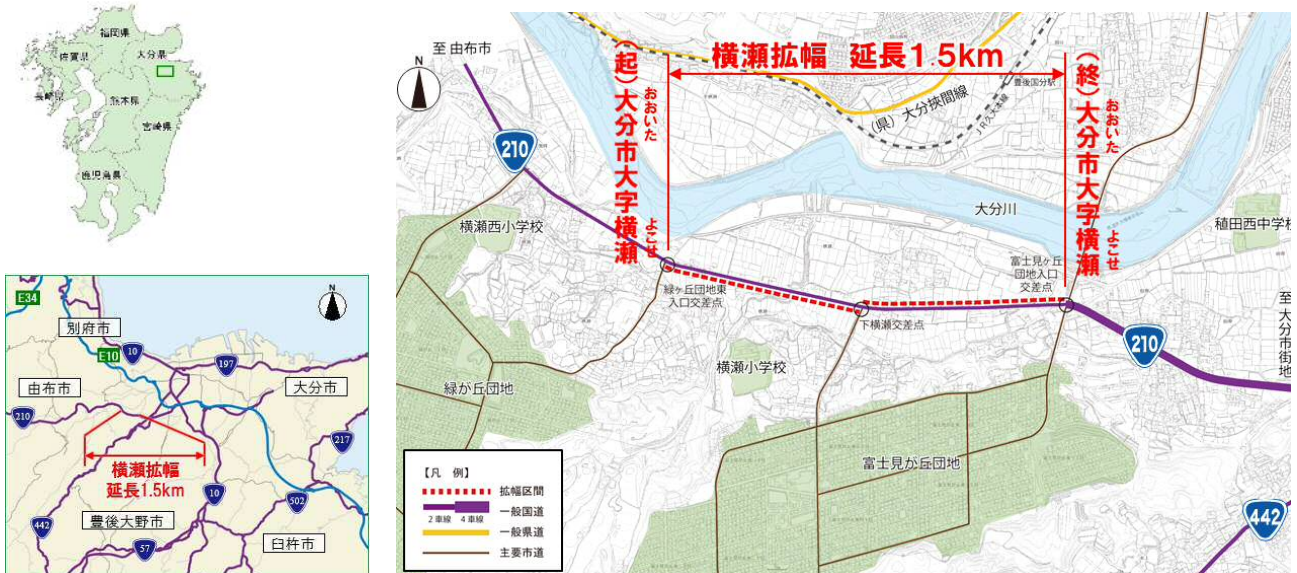 福岡県
佐賀県
大分県
長崎県
熊本県
宮崎県
鹿児島県
N
E34
別府市
E10
10
197
由布市
大分市
210
217
横瀬拡幅
延長1.5km
10
502
442
豊後大野市
57
臼杵市
至 由布市
N
横瀬拡幅 延長1.5km
(起)大分市大字横瀬
おおいた
よこせ
(終)大分市大字横瀬
おおいた
よこせ
豊後国分駅
(県)大分挾間線
JR久大本線
210
大分川
横瀬西小学校
稙田西中学校
富士見ヶ丘
団地入口
交差点
緑ヶ丘団地東
入口交差点
下横瀬交差点
至 大分市街地
210
横瀬小学校
緑が丘団地
富士見が丘団地
442
【凡 例】
拡幅区間
一般国道
2車線 4車線
一般県道
主要市道